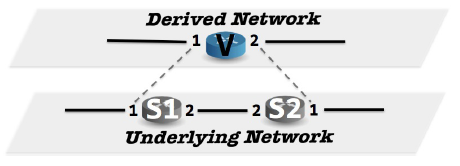 Derived Network
1 V 2
1 S1 2 2 S2 1
Underlying Network